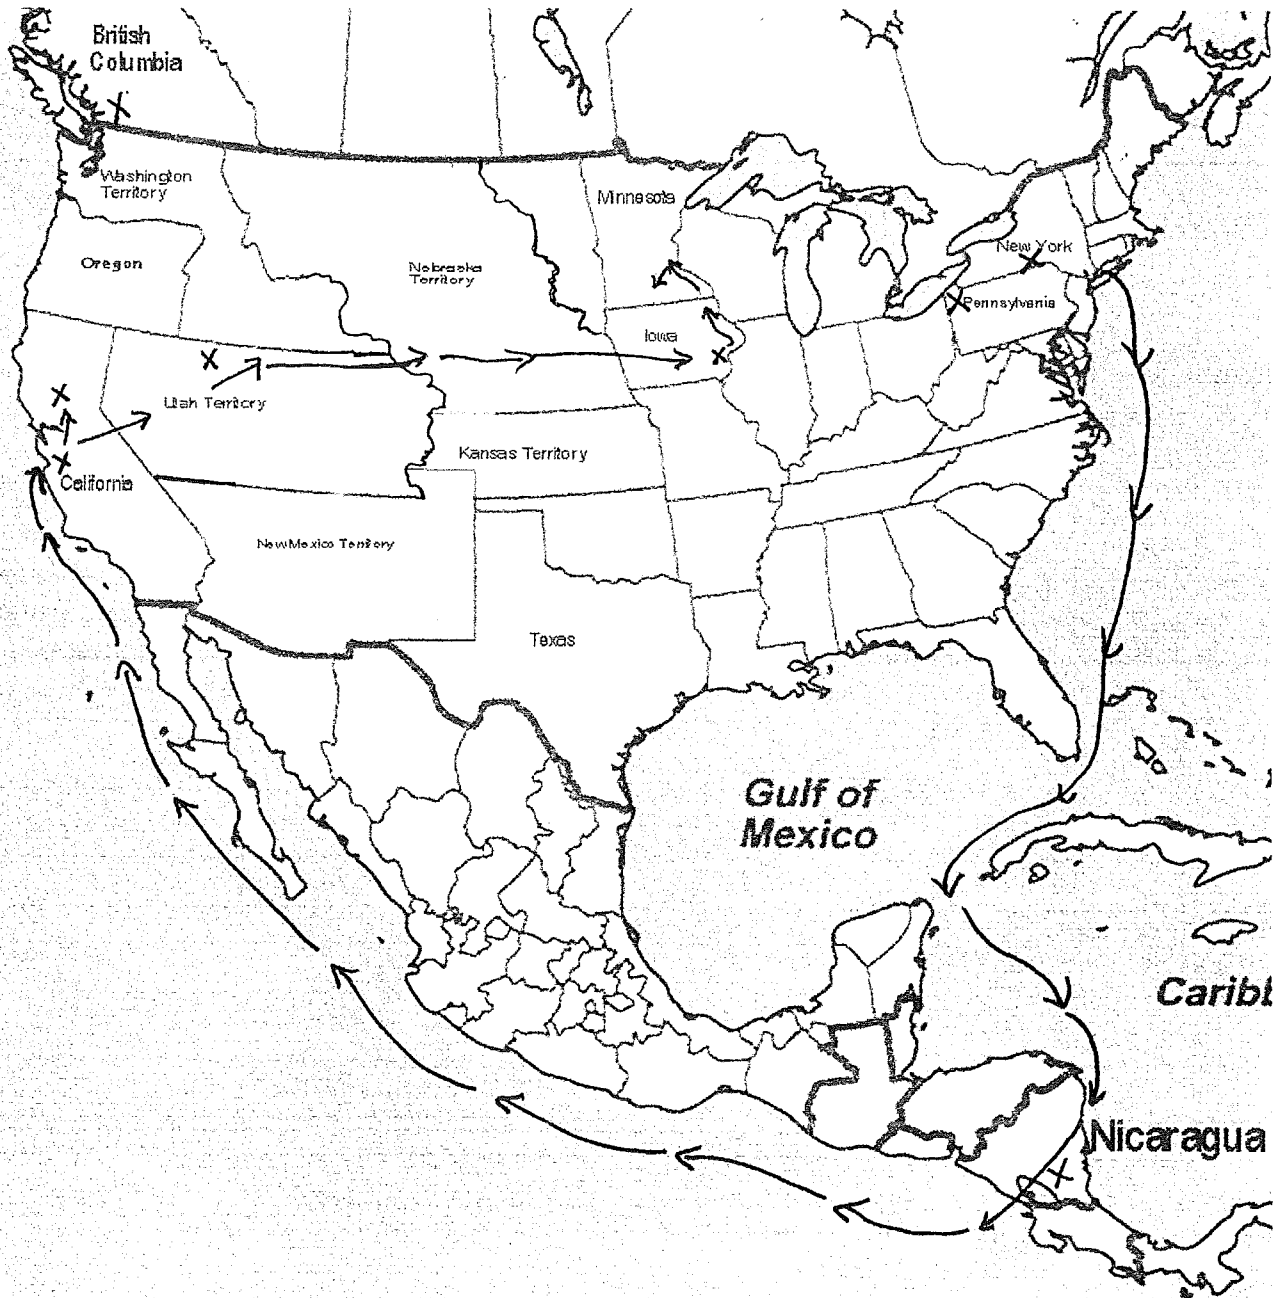 British
Columbia
Washington
Territory
Minnesota
New York
Oregon
Nebraska
Territory
Pennsylvania
Iowa
Utah Territory
Kansas Territory
California
New Mexico Territory
Texas
Gulf of
Mexico
Caribb
Nicaragua